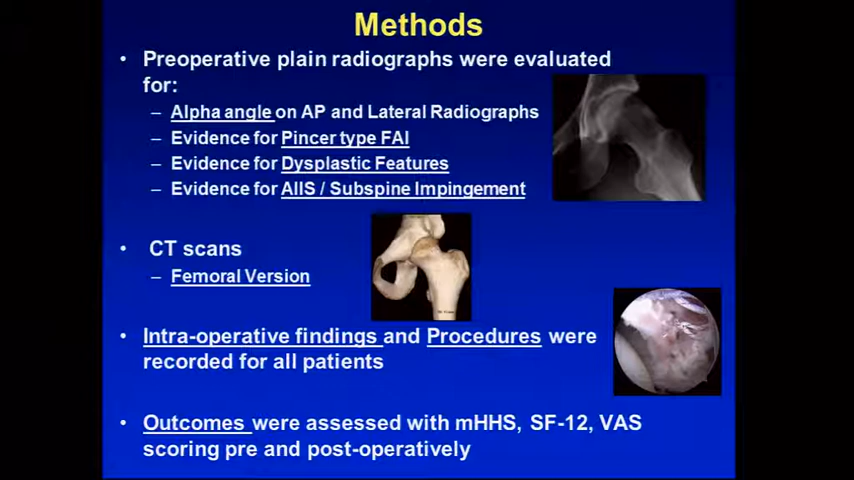 Methods
• Preoperative plain radiographs were evaluated
for:
– Alpha angle on AP and Lateral Radiographs
– Evidence for Pincer type FAI
– Evidence for Dysplastic Features
– Evidence for AIIS / Subspine Impingement
• CT scans
– Femoral Version
• Intra-operative findings and Procedures were
recorded for all patients
• Outcomes were assessed with mHHS, SF-12, VAS
scoring pre and post-operatively